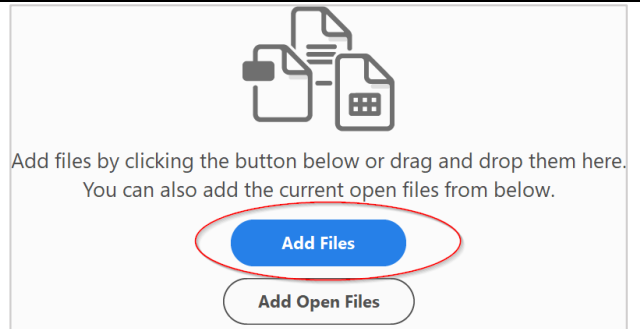 Add files by clicking the button below or drag and drop them here.
You can also add the current open files from below.
Add Files
Add Open Files